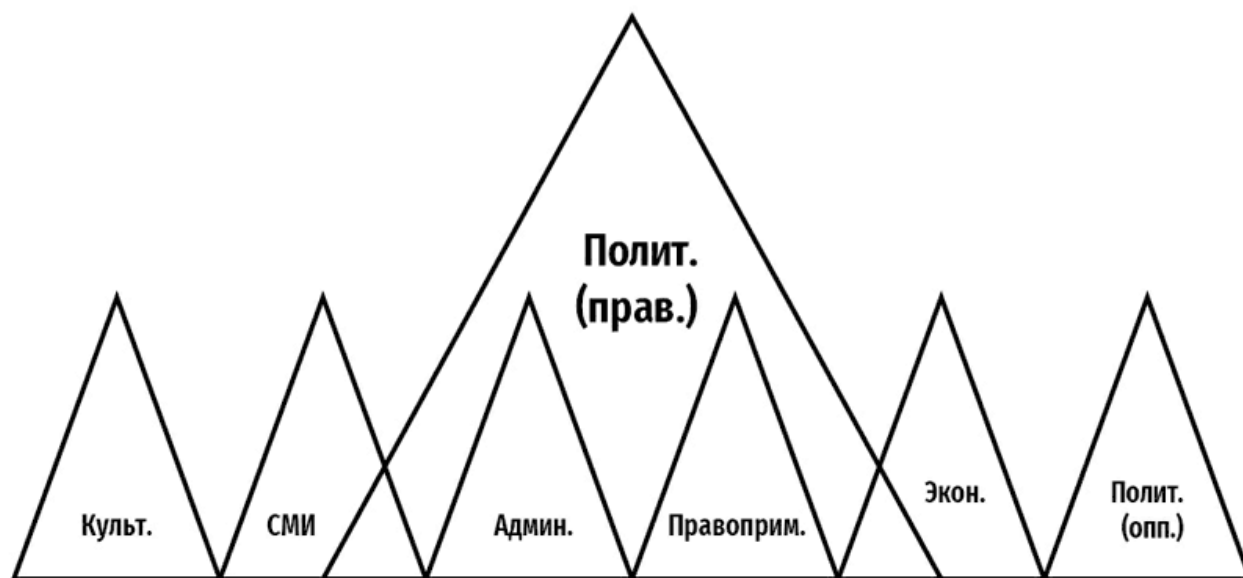 Полит.
(прав.)
Культ.
СМИ
Админ.
Правоприм.
Экон.
Полит.
(опп.)